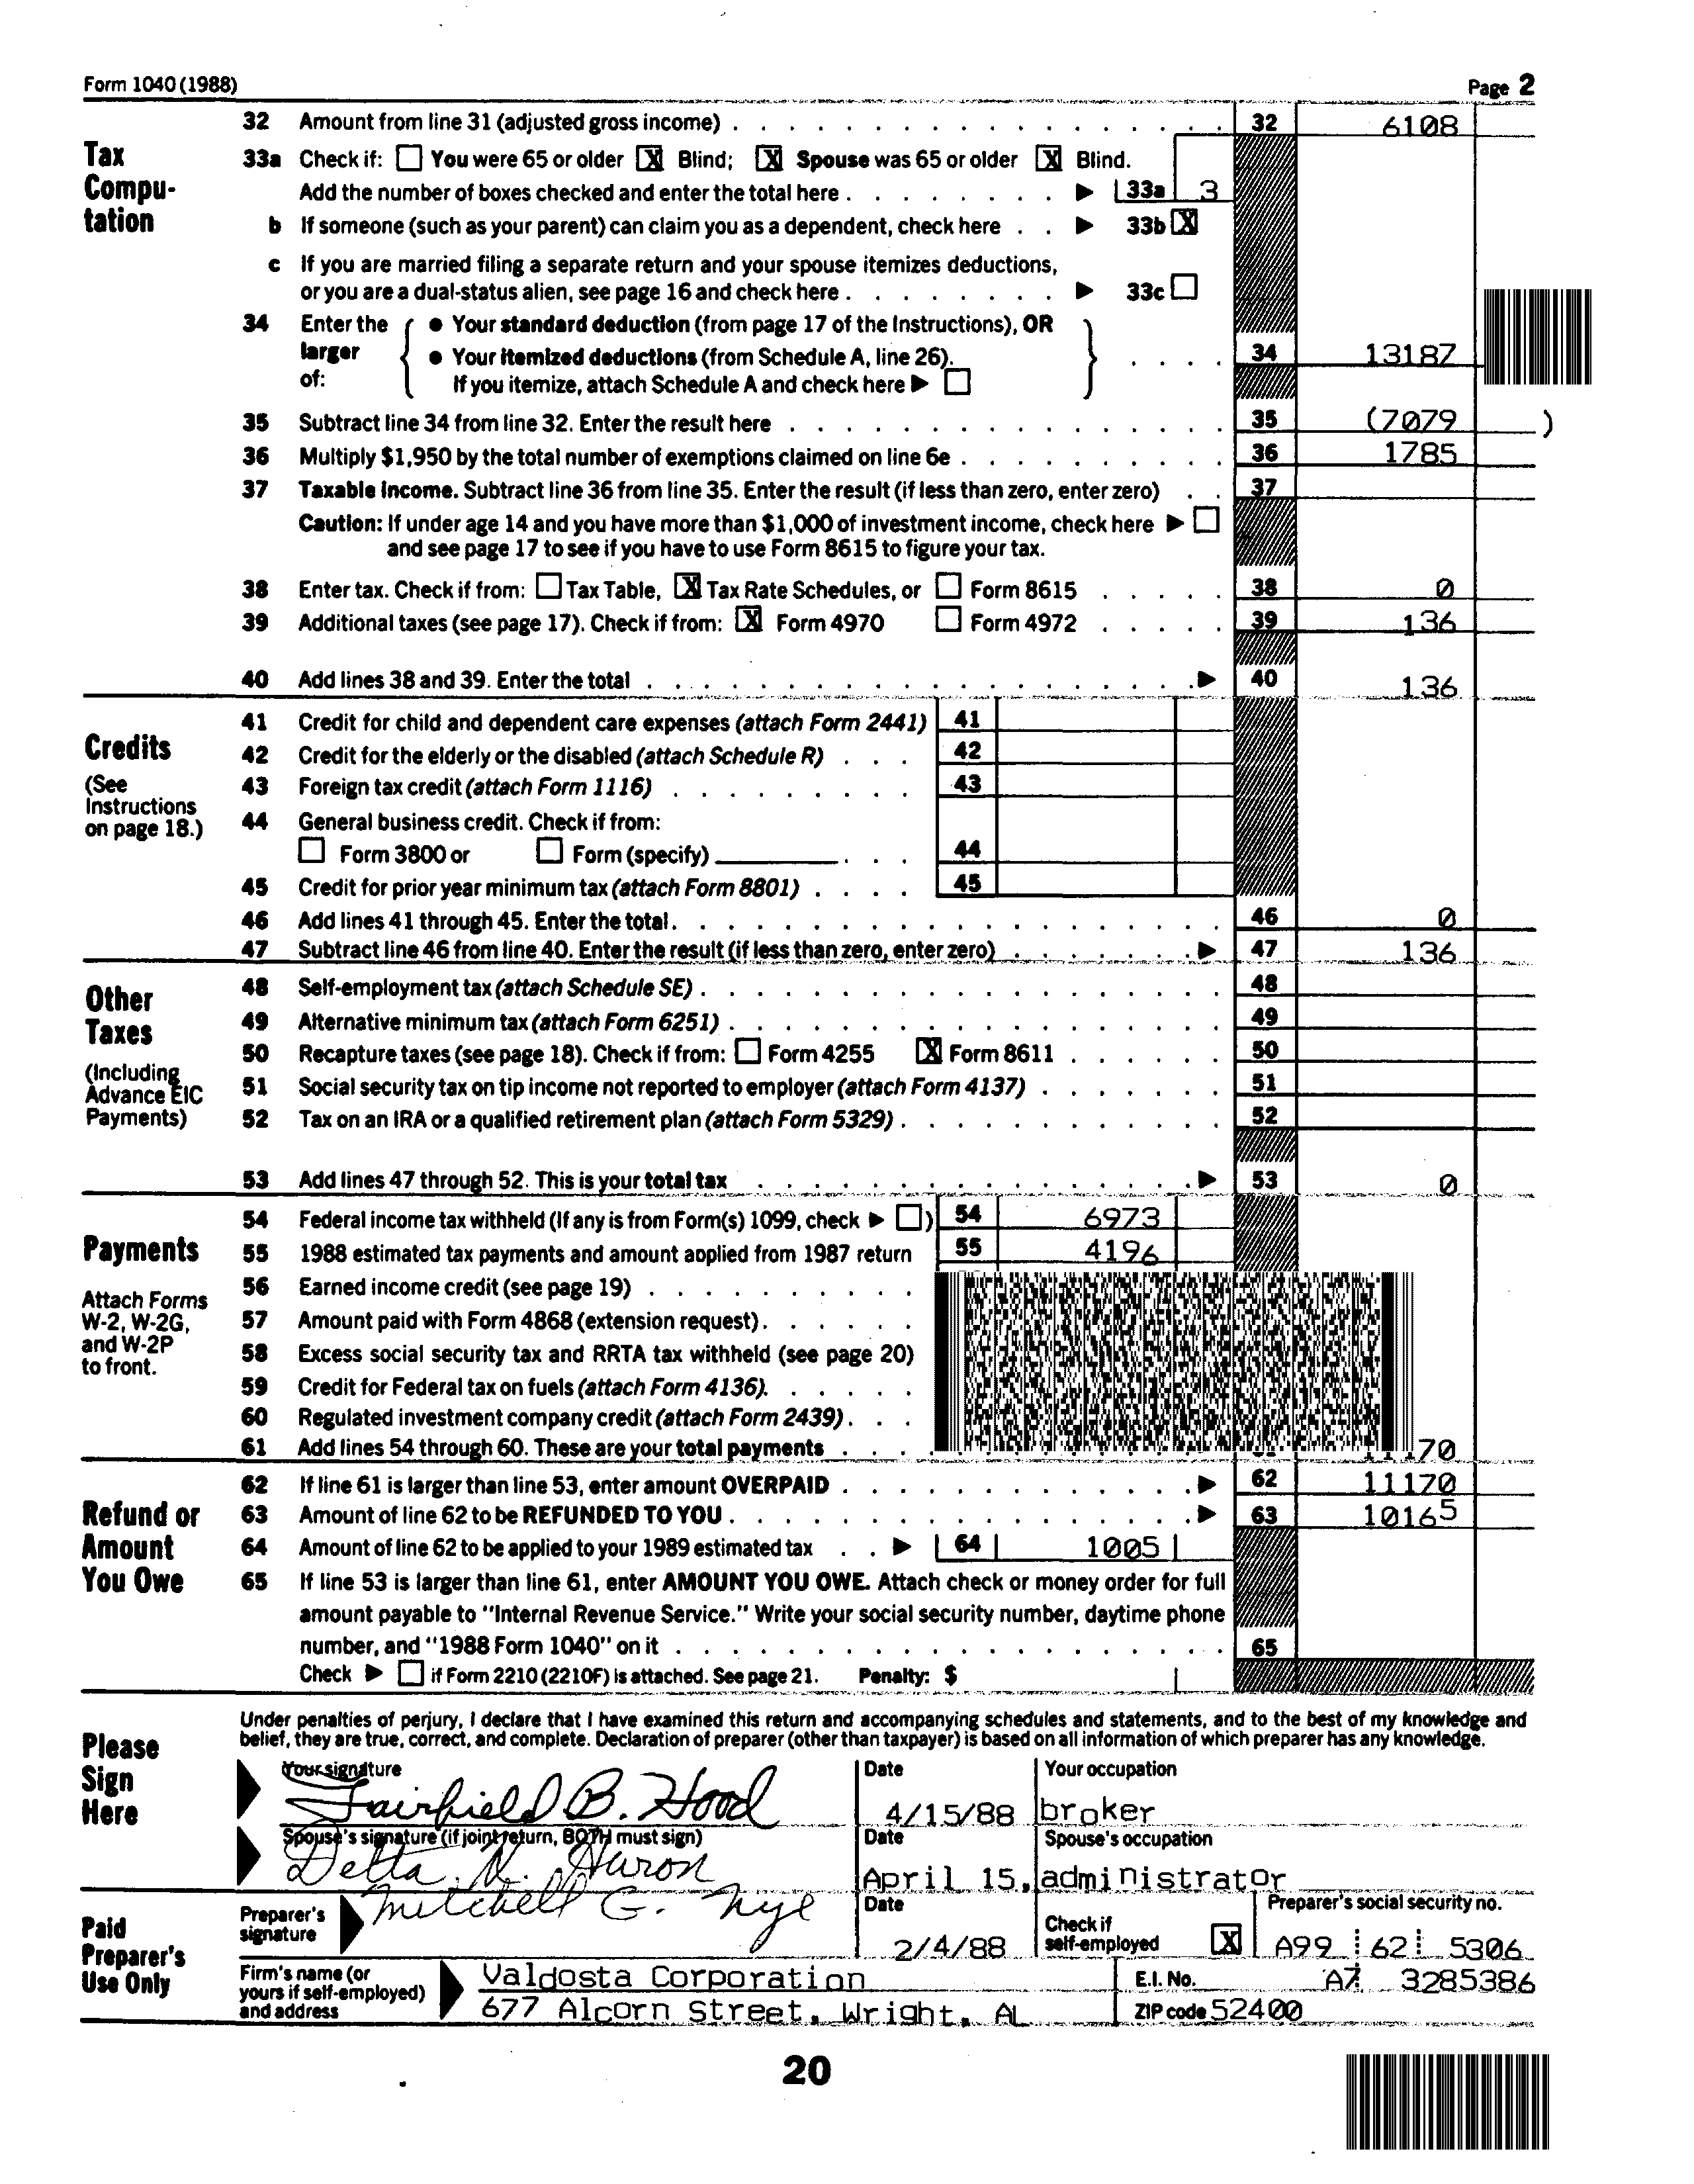 Form 1040 (1988) Page 2
Tax Compu-tation
32 Amount from line 31 (adjusted gross income) 32 6108
33a Check if: You were 65 or older X Blind; X Spouse was 65 or older X Blind.
Add the number of boxes checked and enter the total here 33a 3
b If someone (such as your parent) can claim you as a dependent, check here 33b X
c If you are married filing a separate return and your spouse itemizes deductions,
or you are a dual-status alien, see page 16 and check here 33c
34 Enter the larger of: { • Your standard deduction (from page 17 of the Instructions), OR
• Your itemized deductions (from Schedule A, line 26). } 34 13187
If you itemize, attach Schedule A and check here
35 Subtract line 34 from line 32. Enter the result here 35 (7079 )
36 Multiply $1,950 by the total number of exemptions claimed on line 6e 36 1785
37 Taxable income. Subtract line 36 from line 35. Enter the result (if less than zero, enter zero) 37
Caution: If under age 14 and you have more than $1,000 of investment income, check here
and see page 17 to see if you have to use Form 8615 to figure your tax.
38 Enter tax. Check if from: Tax Table, X Tax Rate Schedules, or Form 8615 38 0
39 Additional taxes (see page 17). Check if from: X Form 4970 Form 4972 39 136
40 Add lines 38 and 39. Enter the total 40 136
Credits
(See Instructions on page 18.)
41 Credit for child and dependent care expenses (attach Form 2441) 41
42 Credit for the elderly or the disabled (attach Schedule R) 42
43 Foreign tax credit (attach Form 1116) 43
44 General business credit. Check if from:
Form 3800 or Form (specify) 44
45 Credit for prior year minimum tax (attach Form 8801) 45
46 Add lines 41 through 45. Enter the total 46 0
47 Subtract line 46 from line 40. Enter the result (if less than zero, enter zero) 47 136
Other Taxes
(Including Advance EIC Payments)
48 Self-employment tax (attach Schedule SE) 48
49 Alternative minimum tax (attach Form 6251) 49
50 Recapture taxes (see page 18). Check if from: Form 4255 X Form 8611 50
51 Social security tax on tip income not reported to employer (attach Form 4137) 51
52 Tax on an IRA or a qualified retirement plan (attach Form 5329) 52
53 Add lines 47 through 52. This is your total tax 53 0
Payments
Attach Forms W-2, W-2G, and W-2P to front.
54 Federal income tax withheld (If any is from Form(s) 1099, check ) 54 6973
55 1988 estimated tax payments and amount applied from 1987 return 55 4196
56 Earned income credit (see page 19)
57 Amount paid with Form 4868 (extension request)
58 Excess social security tax and RRTA tax withheld (see page 20)
59 Credit for Federal tax on fuels (attach Form 4136)
60 Regulated investment company credit (attach Form 2439)
61 Add lines 54 through 60. These are your total payments
Refund or Amount You Owe
62 If line 61 is larger than line 53, enter amount OVERPAID 62 11170
63 Amount of line 62 to be REFUNDED TO YOU 63 10165
64 Amount of line 62 to be applied to your 1989 estimated tax 64 1005
65 If line 53 is larger than line 61, enter AMOUNT YOU OWE. Attach check or money order for full
amount payable to "Internal Revenue Service." Write your social security number, daytime phone
number, and "1988 Form 1040" on it 65
Check if Form 2210 (2210F) is attached. See page 21. Penalty: $
Please Sign Here
Under penalties of perjury, I declare that I have examined this return and accompanying schedules and statements, and to the best of my knowledge and
belief, they are true, correct, and complete. Declaration of preparer (other than taxpayer) is based on all information of which preparer has any knowledge.
Your signature Date Your occupation
Fairfield B. Hood 4/15/88 broker
Spouse's signature (if joint return, BOTH must sign) Date Spouse's occupation
Delta N. Huron April 15, administrator
Paid Preparer's Use Only
Preparer's signature Mitchell G. Nye Date 2/4/88 Check if self-employed X Preparer's social security no. A99 62 5306
Firm's name (or yours if self-employed) and address Valdosta Corporation E.I. No. A7 3285386
677 Alcorn Street, Wright, AL ZIP code 52400
20